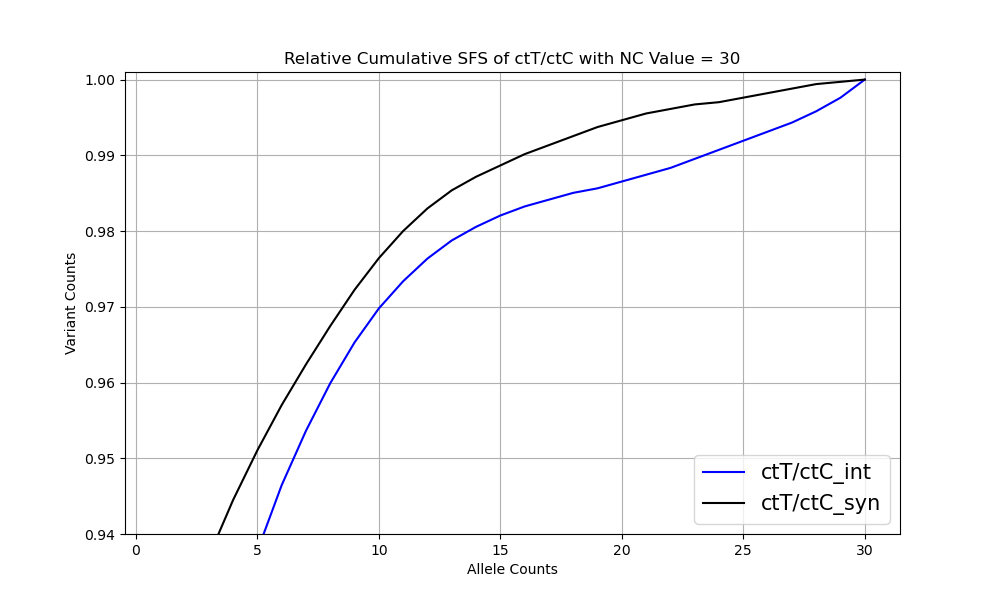 Relative Cumulative SFS of ctT/ctC with NC Value = 30
Variant Counts
1.00
0.99
0.98
0.97
0.96
0.95
0.94
0
5
10
15
20
25
30
Allele Counts
ctT/ctC_int
ctT/ctC_syn